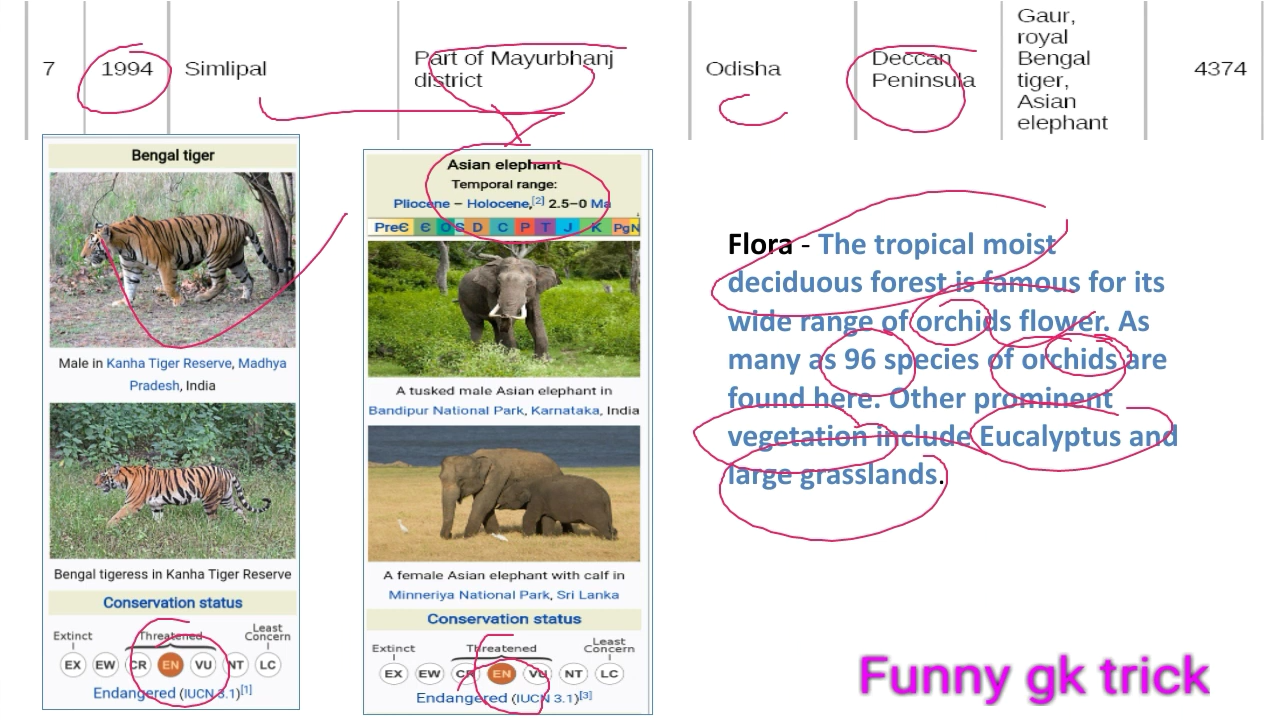 Gaur,
royal
Bengal
tiger,
Asian
elephant
7 1994 Simlipal Part of Mayurbhanj district Odisha Deccan Peninsula 4374
Bengal tiger
Male in Kanha Tiger Reserve, Madhya
Pradesh, India
Bengal tigeress in Kanha Tiger Reserve
Conservation status
Extinct Threatened Least
Concern
EX EW CR EN VU NT LC
Endangered (IUCN 3.1)[1]
Asian elephant
Temporal range:
Pliocene – Holocene,[2] 2.5–0 Ma
PreЄ Є O S D C P T J K PgN
A tusked male Asian elephant in
Bandipur National Park, Karnataka, India
A female Asian elephant with calf in
Minneriya National Park, Sri Lanka
Conservation status
Extinct Threatened Least
Concern
EX EW CR EN VU NT LC
Endangered (IUCN 3.1)[3]
Flora - The tropical moist
deciduous forest is famous for its
wide range of orchids flower. As
many as 96 species of orchids are
found here. Other prominent
vegetation include Eucalyptus and
large grasslands.
Funny gk trick